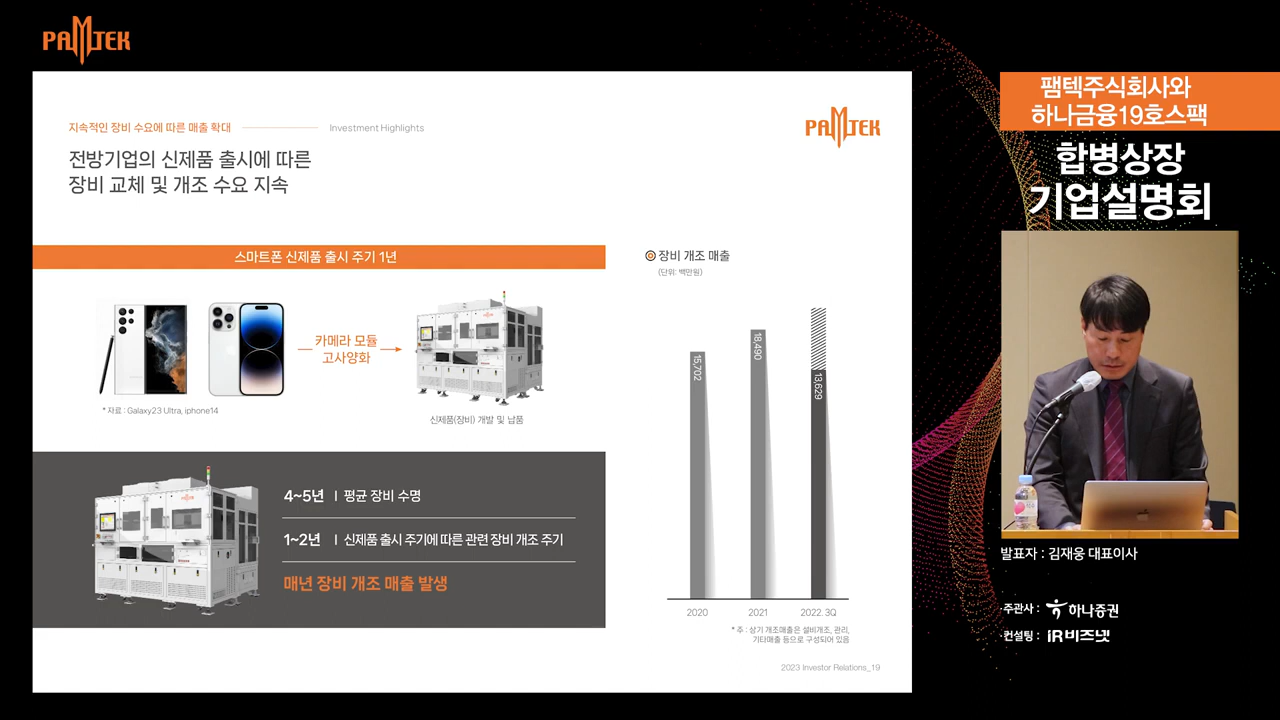 PAMTEK
지속적인 장비 수요에 따른 매출 확대
Investment Highlights
PAMTEK
전방기업의 신제품 출시에 따른
장비 교체 및 개조 수요 지속
스마트폰 신제품 출시 주기 1년
카메라 모듈
고사양화
* 자료 : Galaxy23 Ultra, iphone14
신제품(장비) 개발 및 납품
4~5년 | 평균 장비 수명
1~2년 | 신제품 출시 주기에 따른 관련 장비 개조 주기
매년 장비 개조 매출 발생
장비 개조 매출
(단위: 백만원)
15,702
18,490
13,629
2020
2021
2022. 3Q
* 주 : 상기 개조매출은 설비개조, 관리,
기타매출 등으로 구성되어 있음
2023 Investor Relations_19
팸텍주식회사와
하나금융19호스팩
합병상장
기업설명회
발표자 : 김재웅 대표이사
주관사 : 하나증권
컨설팅 : IR비즈넷